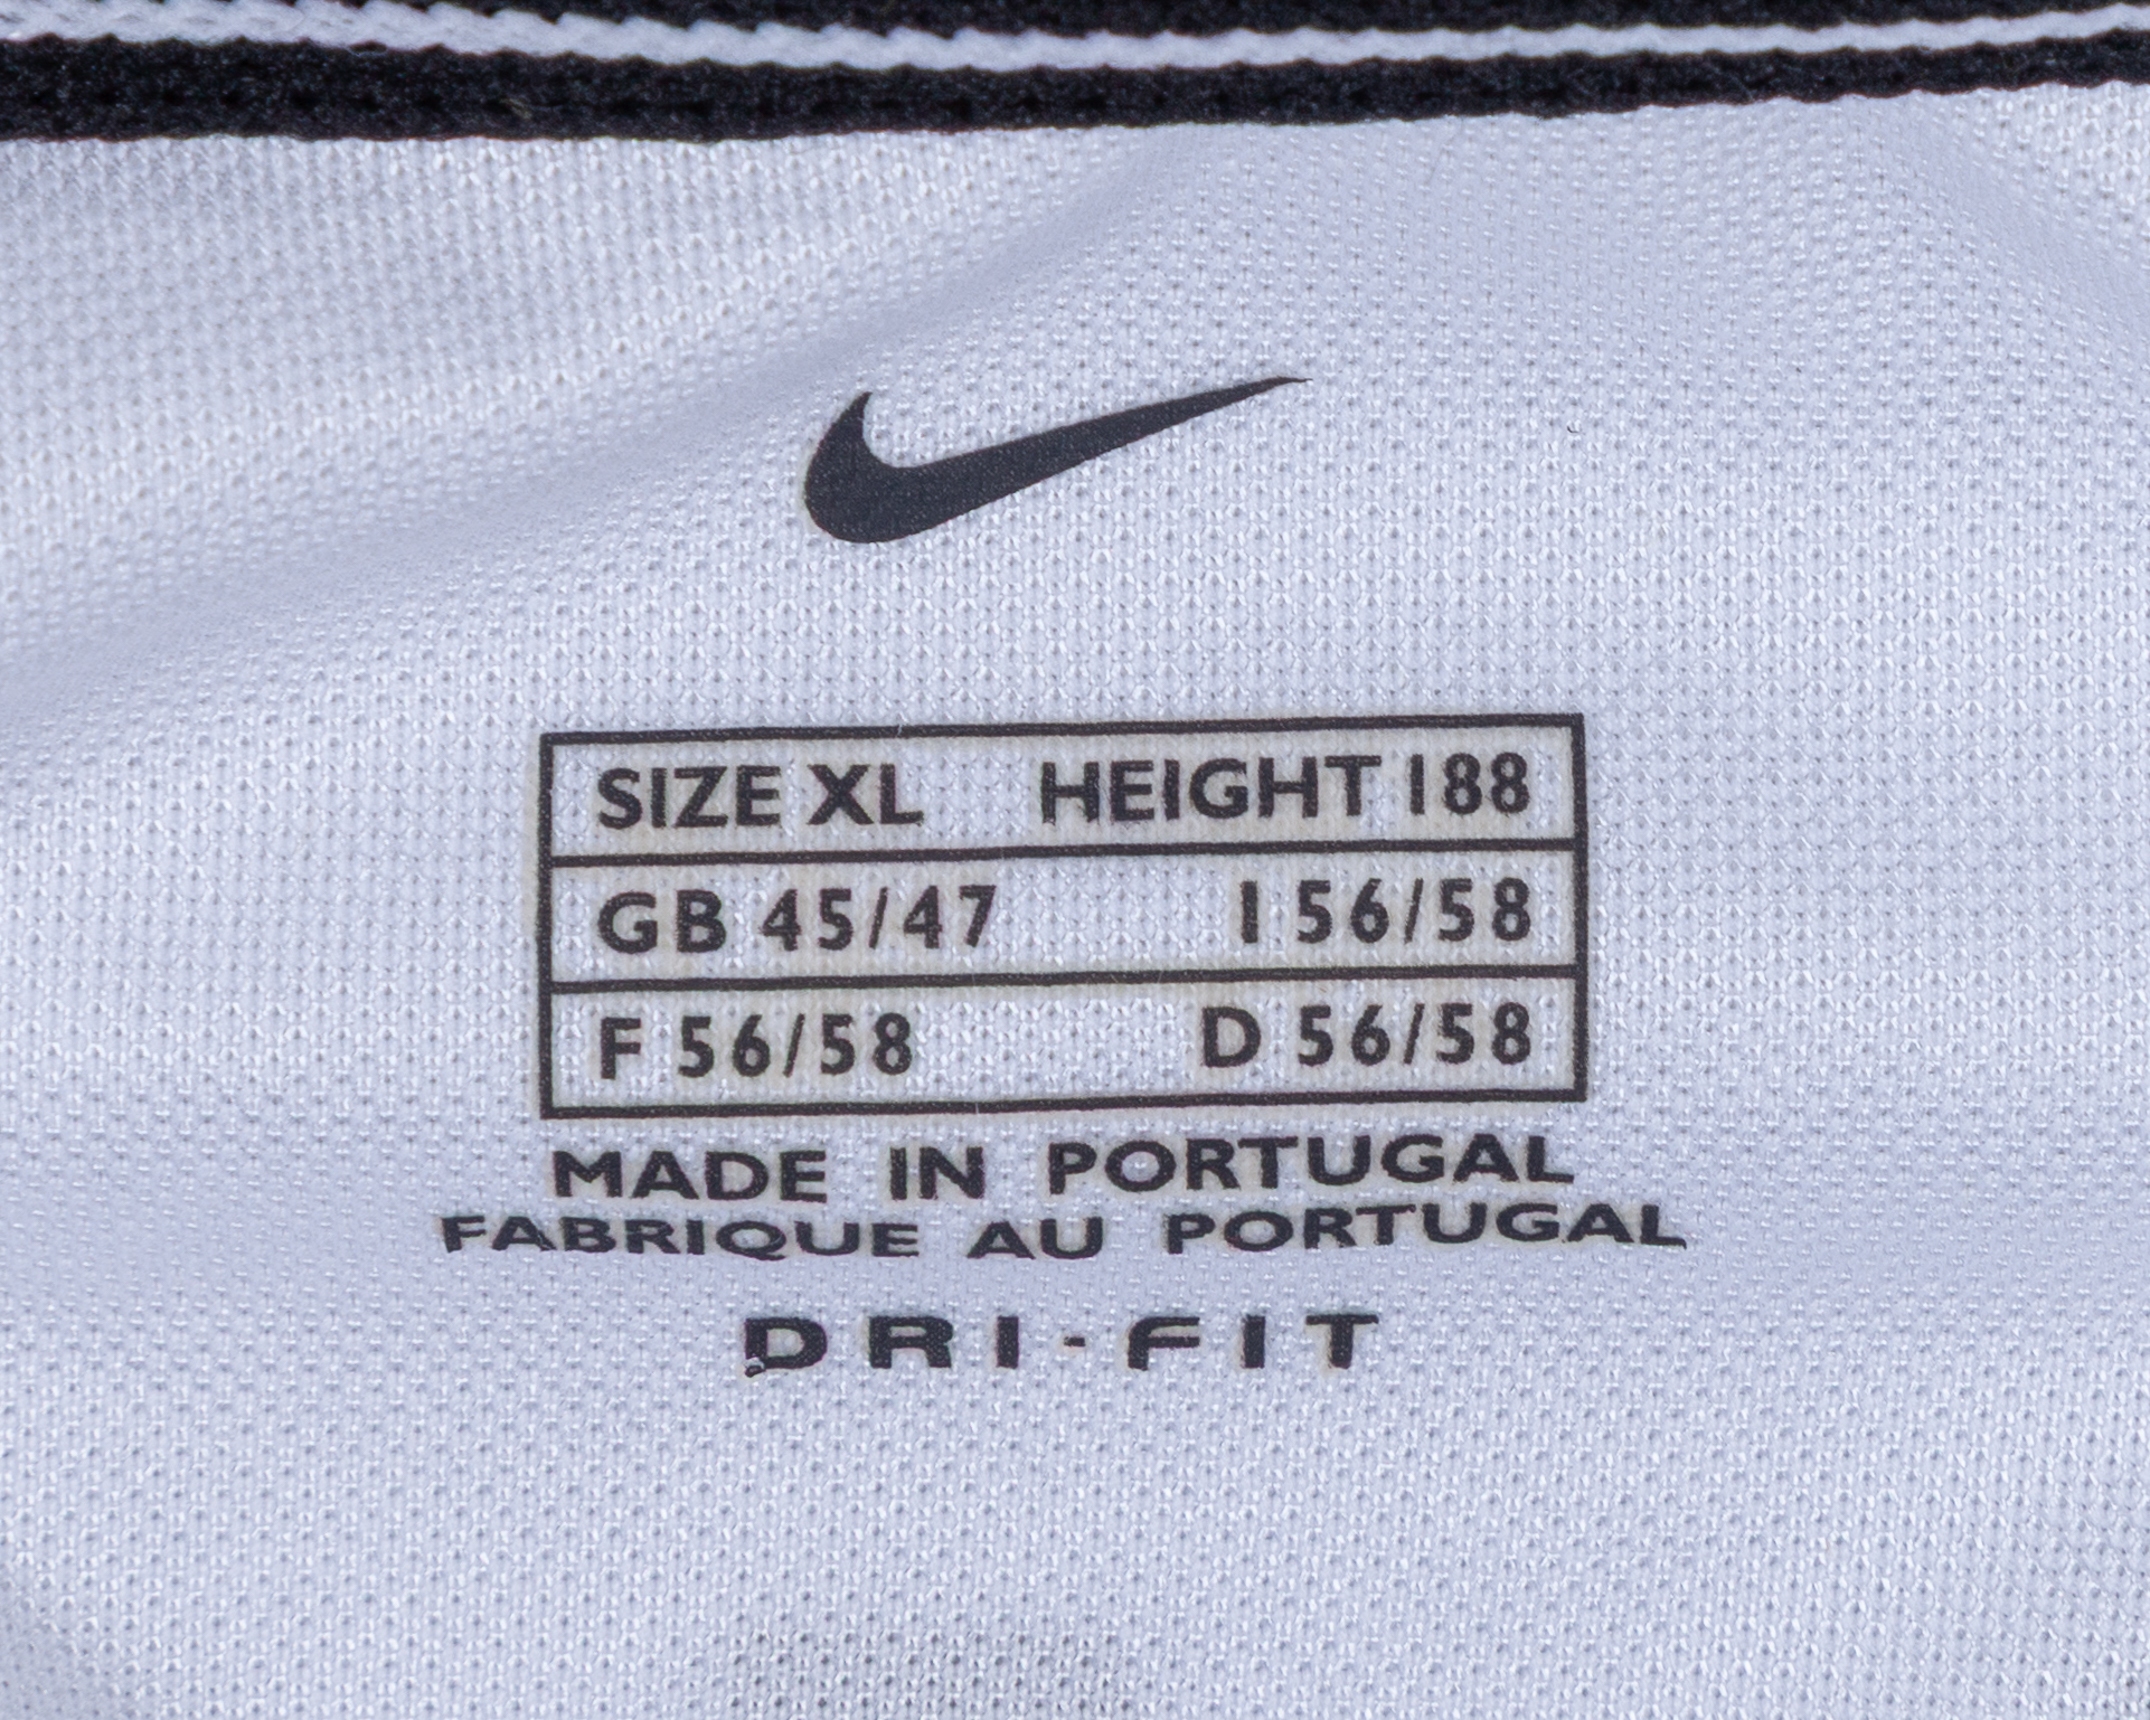 SIZE XL HEIGHT 188
GB 45/47 I 56/58
F 56/58 D 56/58
MADE IN PORTUGAL
FABRIQUE AU PORTUGAL
DRI-FIT